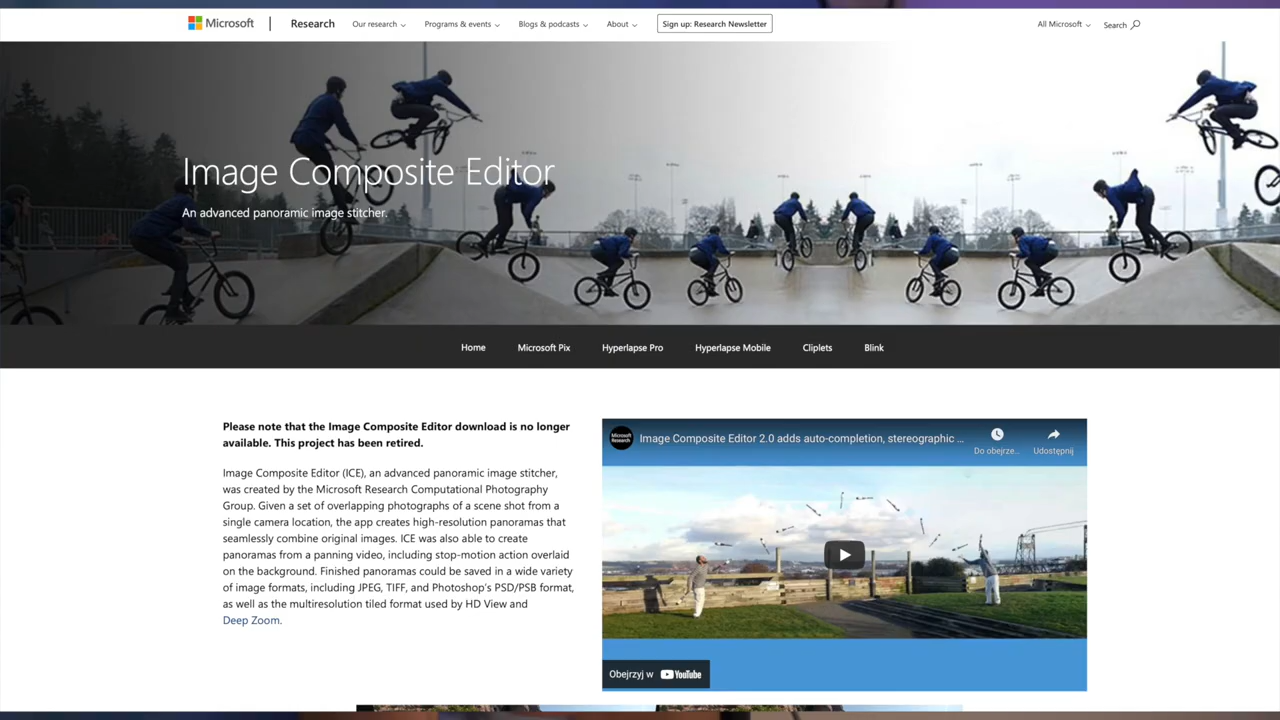 Microsoft
Research
Our research
Programs & events
Blogs & podcasts
About
Sign up: Research Newsletter
All Microsoft
Search
Image Composite Editor
An advanced panoramic image stitcher.
Home
Microsoft Pix
Hyperlapse Pro
Hyperlapse Mobile
Cliplets
Blink
Please note that the Image Composite Editor download is no longer
available. This project has been retired.
Image Composite Editor (ICE), an advanced panoramic image stitcher,
was created by the Microsoft Research Computational Photography
Group. Given a set of overlapping photographs of a scene shot from a
single camera location, the app creates high-resolution panoramas that
seamlessly combine original images. ICE was also able to create
panoramas from a panning video, including stop-motion action overlaid
on the background. Finished panoramas could be saved in a wide variety
of image formats, including JPEG, TIFF, and Photoshop's PSD/PSB format,
as well as the multiresolution tiled format used by HD View and
Deep Zoom.
Microsoft
Research
Image Composite Editor 2.0 adds auto-completion, stereographic ...
Do obejrze...
Udostępnij
Obejrzyj w YouTube